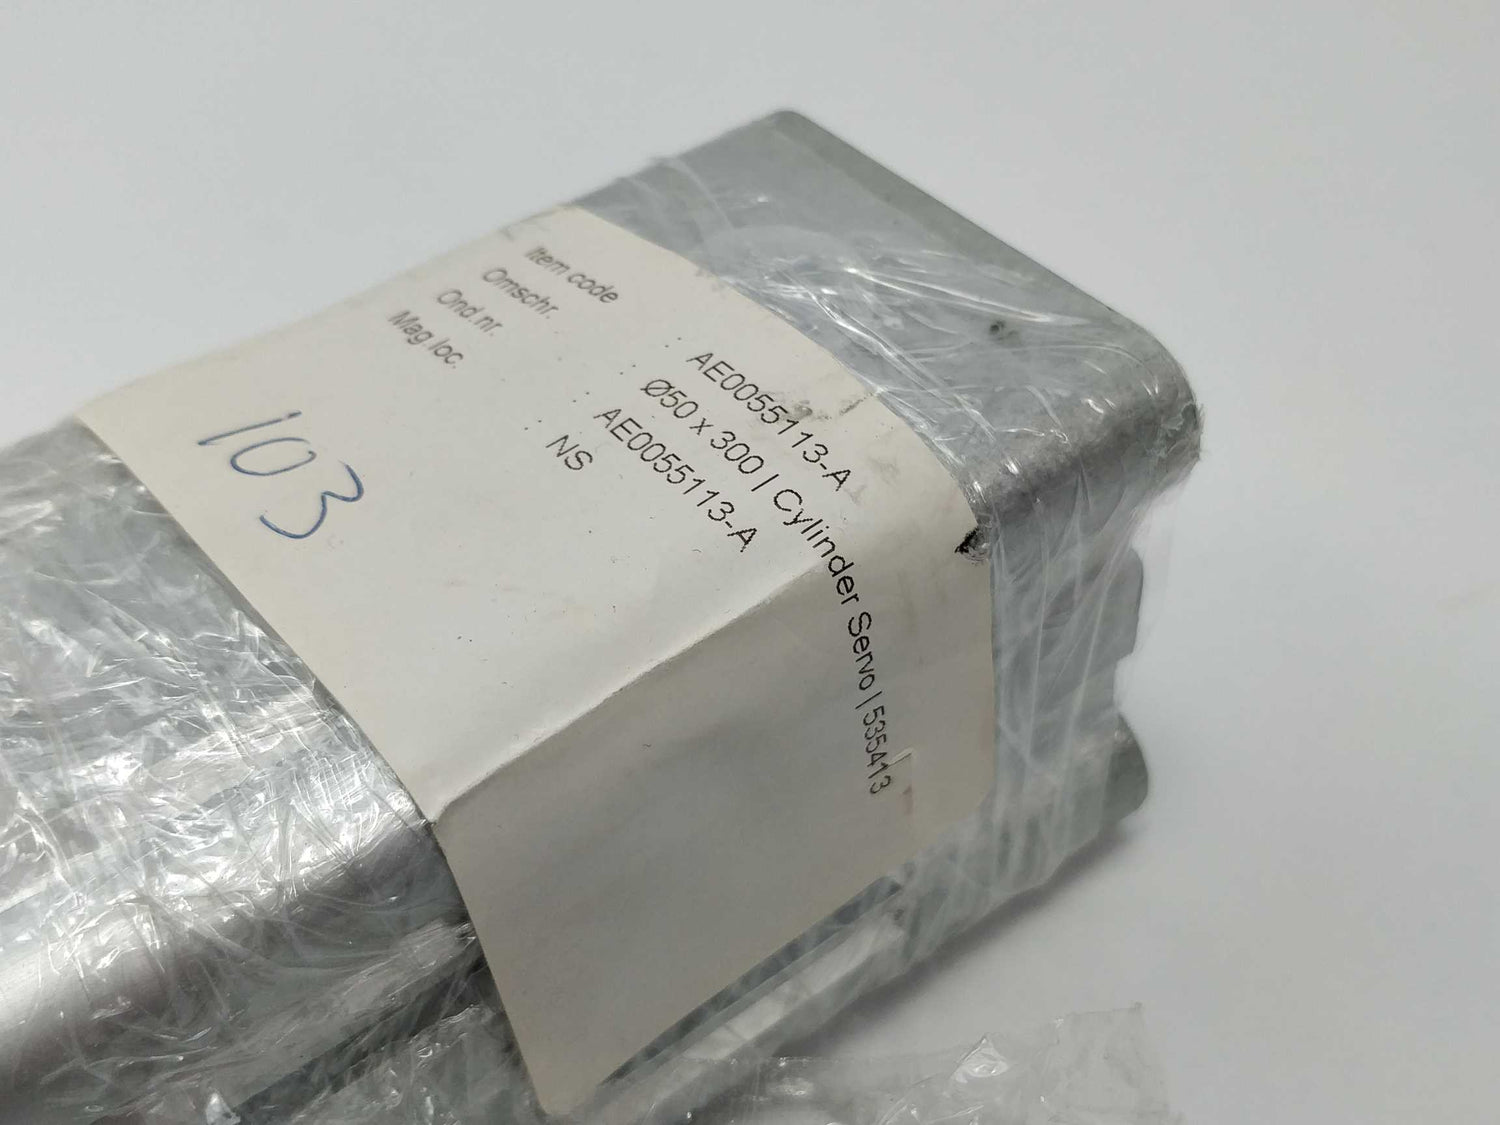 Item code : AE0055113-A
Omschr. : Ø50 x 300 | Cylinder Servo | 535413
Ond.nr. : AE0055113-A
Mag.loc. : NS
103